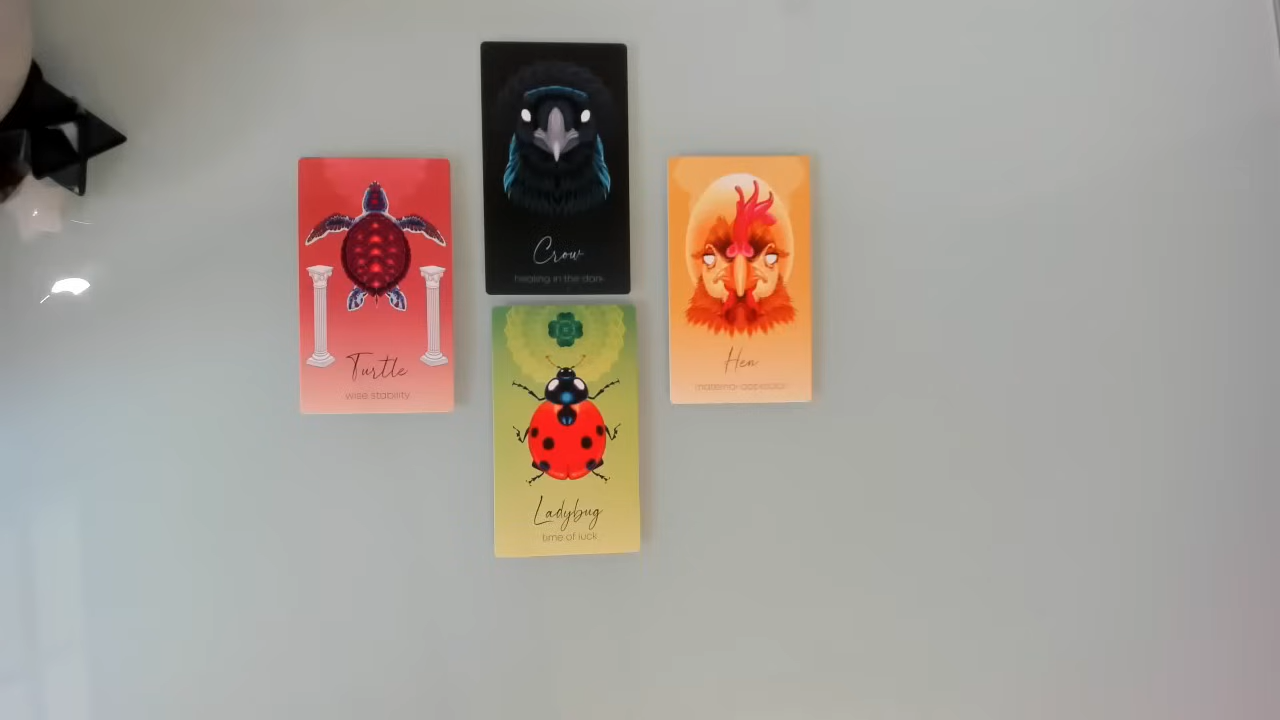 Crow
healing in the dark
Turtle
wise stability
Hen
Ladybug
time of luck